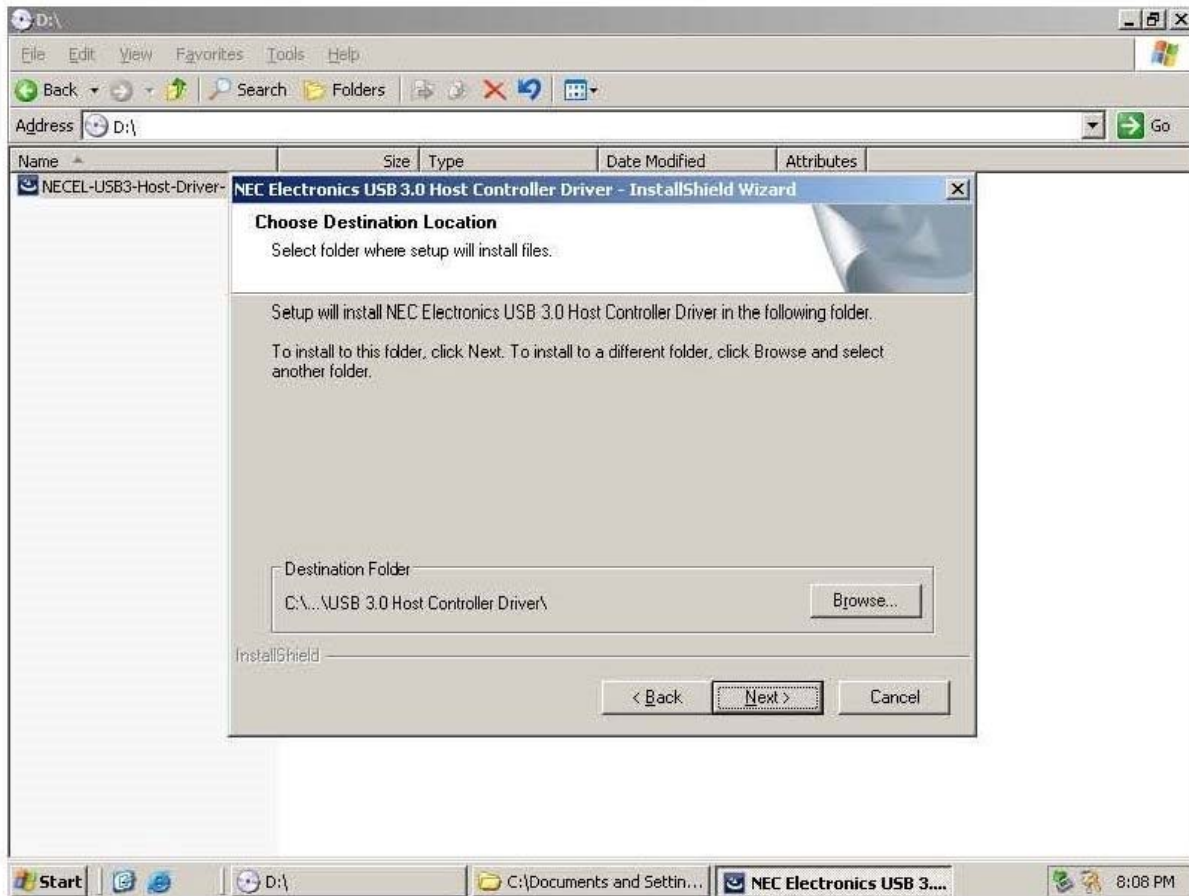 D:\
File Edit View Favorites Tools Help
Back Search Folders
Address D:\ Go
Name Size Type Date Modified Attributes
NECEL-USB3-Host-Driver-
NEC Electronics USB 3.0 Host Controller Driver - InstallShield Wizard
Choose Destination Location
Select folder where setup will install files.
Setup will install NEC Electronics USB 3.0 Host Controller Driver in the following folder.
To install to this folder, click Next. To install to a different folder, click Browse and select
another folder.
Destination Folder
C:\...\USB 3.0 Host Controller Driver\
Browse...
InstallShield
< Back Next > Cancel
Start D:\ C:\Documents and Settin... NEC Electronics USB 3.... 8:08 PM